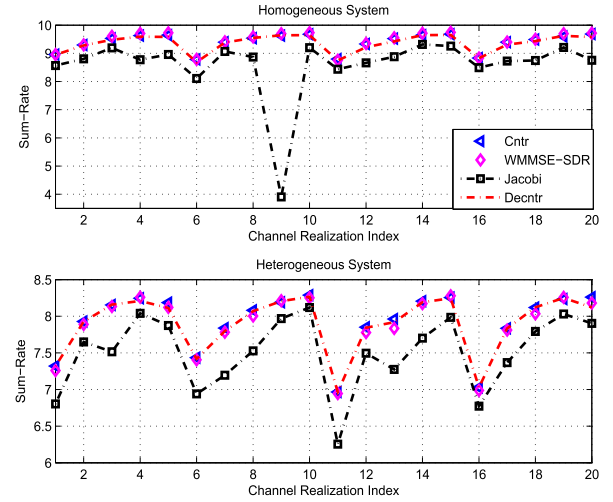 Homogeneous System
10
9
8
7
6
5
4
Sum−Rate
2 4 6 8 10 12 14 16 18 20
Channel Realization Index
Cntr
WMMSE−SDR
Jacobi
Decntr
Heterogeneous System
8.5
8
7.5
7
6.5
6
Sum−Rate
2 4 6 8 10 12 14 16 18 20
Channel Realization Index